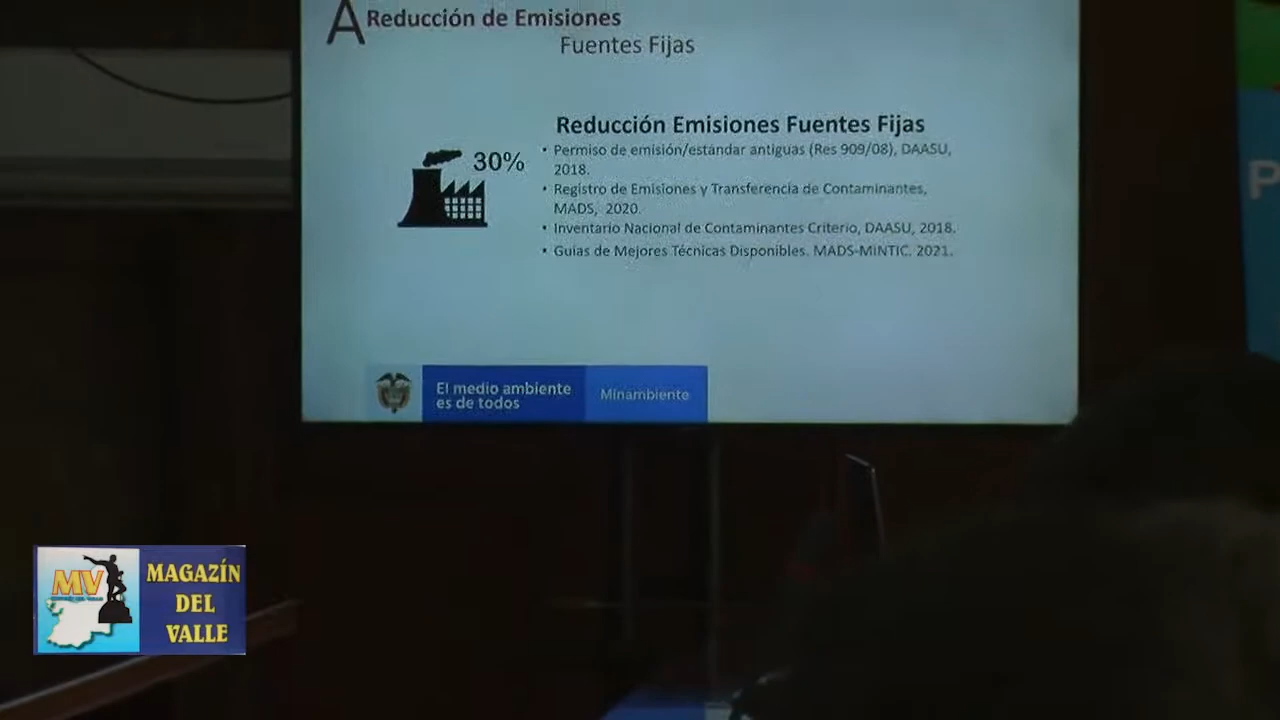 A Reducción de Emisiones
Fuentes Fijas
Reducción Emisiones Fuentes Fijas
30%
• Permiso de emisión/estándar antiguas (Res 909/08), DAASU,
2018.
• Registro de Emisiones y Transferencia de Contaminantes,
MADS, 2020.
• Inventario Nacional de Contaminantes Criterio, DAASU, 2018.
• Guías de Mejores Técnicas Disponibles. MADS-MINTIC. 2021.
El medio ambiente
es de todos
Minambiente
P
MV
MAGAZÍN
DEL
VALLE